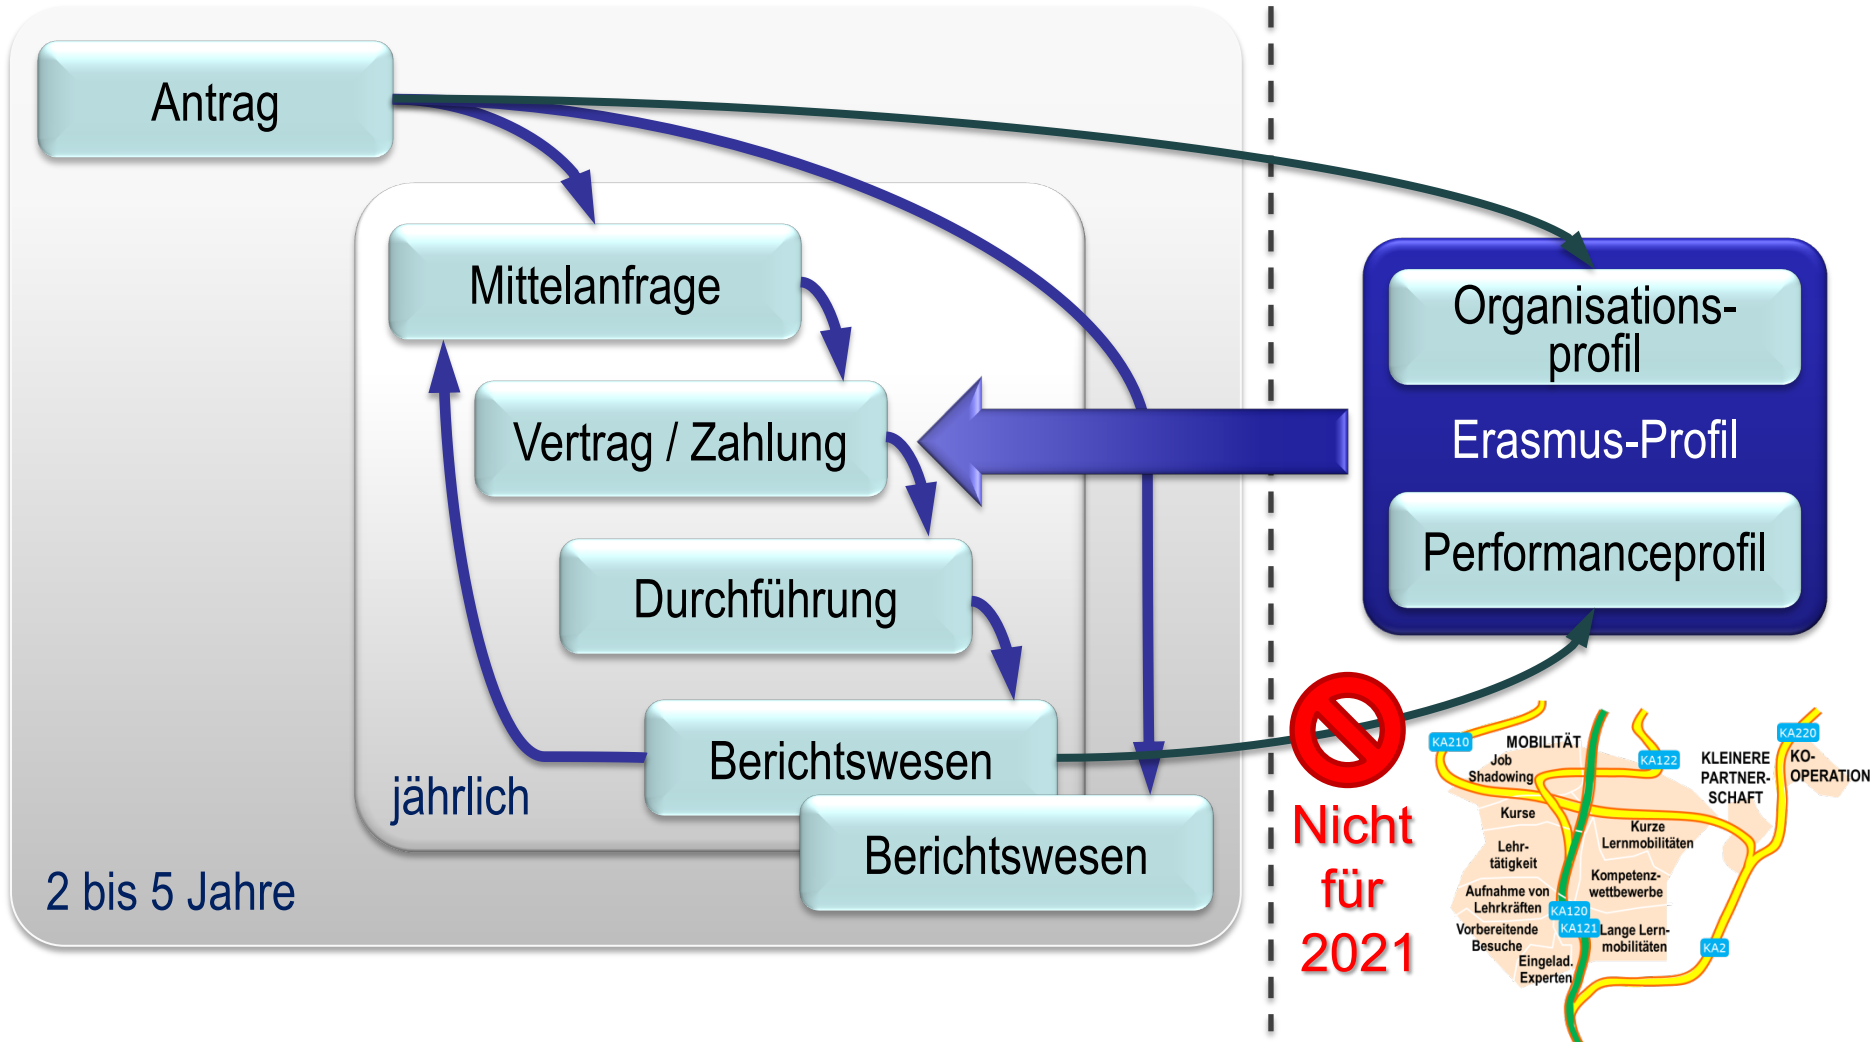 Antrag
Mittelanfrage
Vertrag / Zahlung
Durchführung
Berichtswesen
jährlich
Berichtswesen
2 bis 5 Jahre
Organisations-
profil
Erasmus-Profil
Performanceprofil
Nicht
für
2021
KA210
MOBILITÄT
Job
Shadowing
KA122
KLEINERE
PARTNER-
SCHAFT
KA220
KO-
OPERATION
Kurse
Kurze
Lernmobilitäten
Lehr-
tätigkeit
Kompetenz-
wettbewerbe
Aufnahme von
Lehrkräften
KA120
KA121
Vorbereitende
Besuche
Lange Lern-
mobilitäten
KA2
Eingelad.
Experten